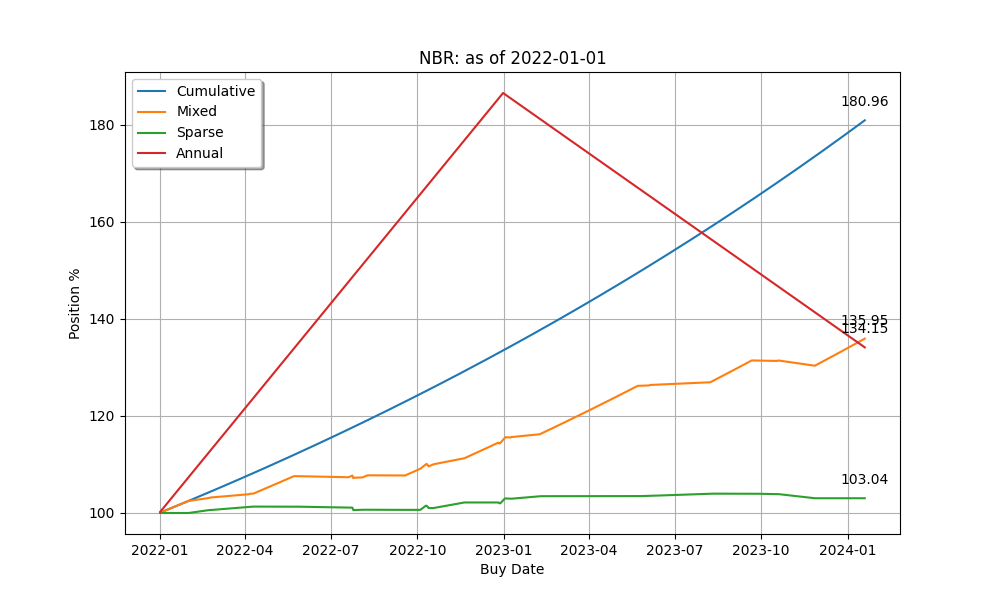 NBR: as of 2022-01-01
Cumulative
Mixed
Sparse
Annual
180.96
135.95
134.15
103.04
180
160
140
120
100
Position %
2022-01 2022-04 2022-07 2022-10 2023-01 2023-04 2023-07 2023-10 2024-01
Buy Date